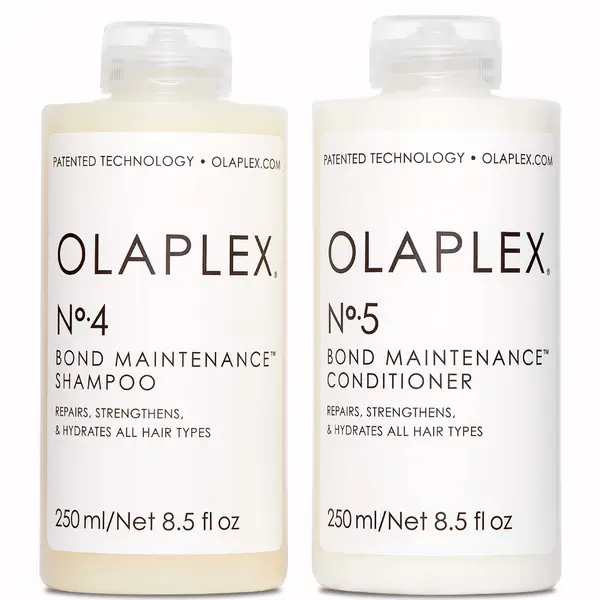 PATENTED TECHNOLOGY • OLAPLEX.COM
OLAPLEX®
Nº.4
BOND MAINTENANCE™
SHAMPOO
REPAIRS, STRENGTHENS,
& HYDRATES ALL HAIR TYPES
250 ml/Net 8.5 fl oz
PATENTED TECHNOLOGY • OLAPLEX.COM
OLAPLEX®
Nº.5
BOND MAINTENANCE™
CONDITIONER
REPAIRS, STRENGTHENS,
& HYDRATES ALL HAIR TYPES
250 ml/Net 8.5 fl oz